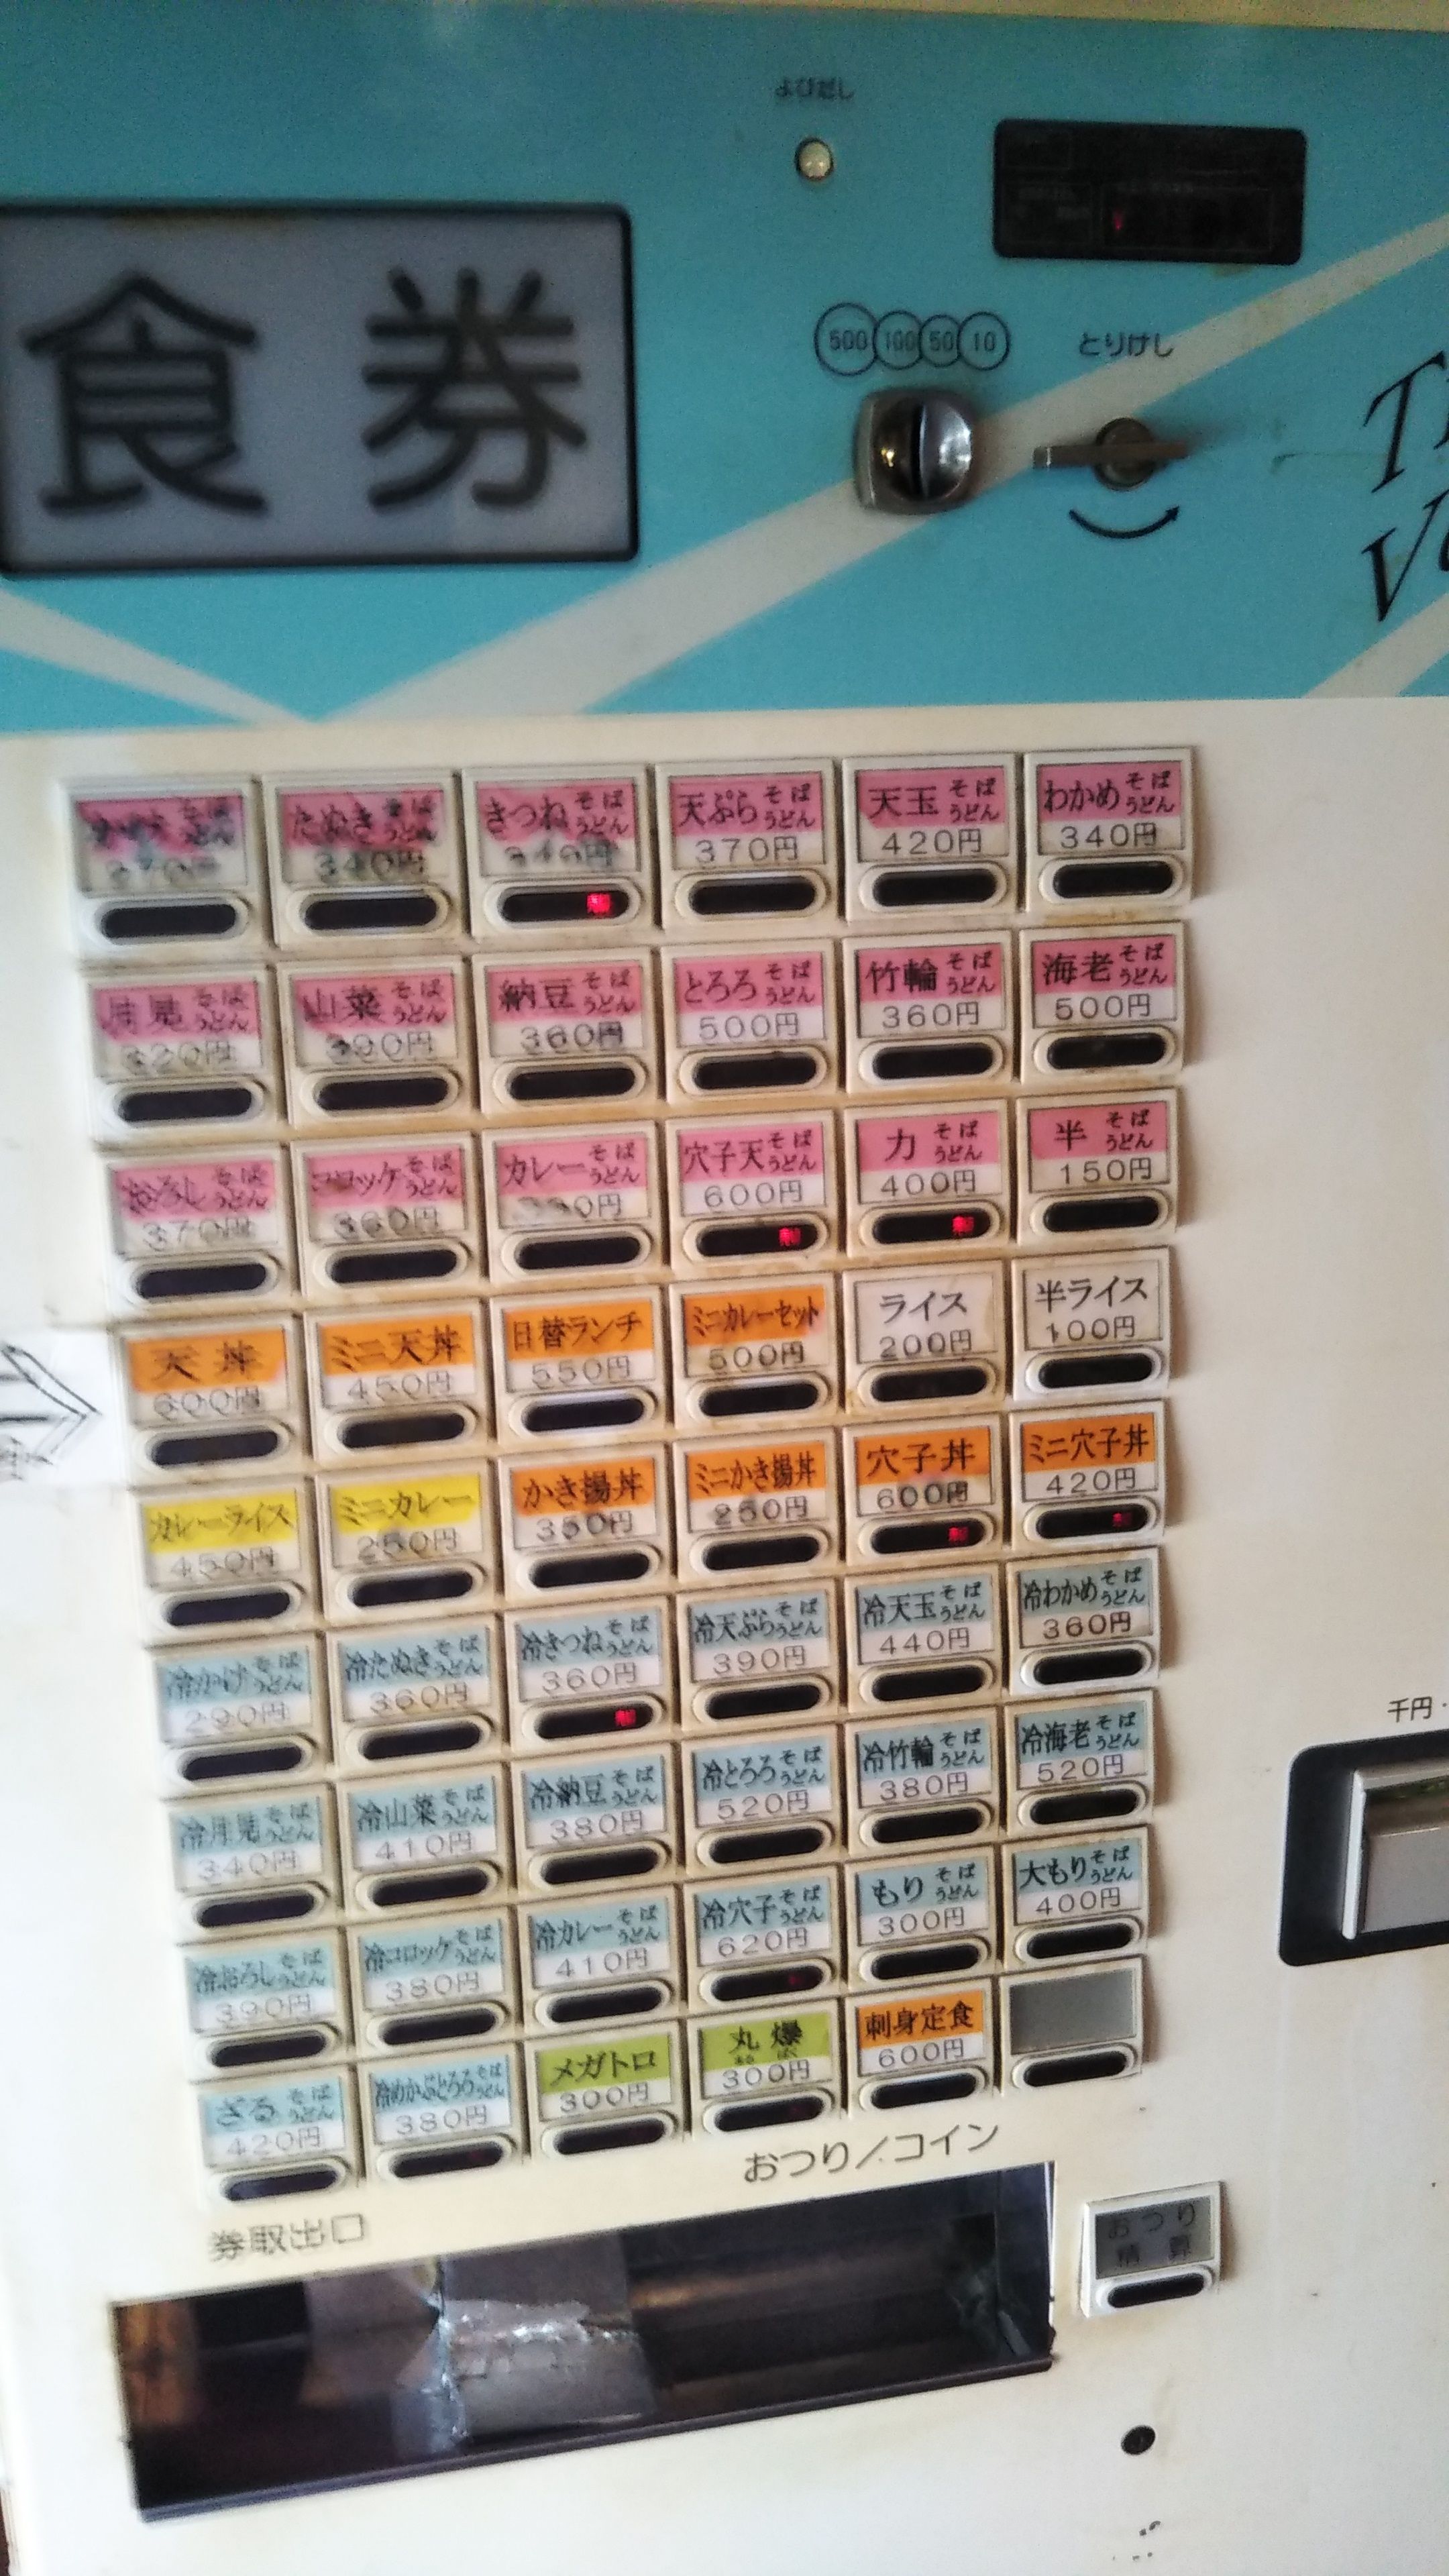 よびだし
食券
500 100 50 10
とりけし
たぬき そば うどん
340円
きつね そば うどん
340円
天ぷら そば うどん
370円
天玉 そば うどん
420円
わかめ そば うどん
340円
月見 そば うどん
320円
山菜 そば うどん
390円
納豆 そば うどん
360円
とろろ そば うどん
500円
竹輪 そば うどん
360円
海老 そば うどん
500円
おろし そば うどん
370円
コロッケ そば うどん
360円
カレー そば うどん
穴子天 そば うどん
600円
力 そば うどん
400円
半 そば うどん
150円
天丼
600円
ミニ天丼
450円
日替ランチ
550円
ミニカレーセット
500円
ライス
200円
半ライス
100円
カレーライス
450円
ミニカレー
250円
かき揚丼
350円
ミニかき揚丼
250円
穴子丼
600円
ミニ穴子丼
420円
冷かけ そば うどん
290円
冷たぬき そば うどん
360円
冷きつね そば うどん
360円
冷天ぷら そば うどん
390円
冷天玉 そば うどん
440円
冷わかめ そば うどん
360円
冷月見 そば うどん
340円
冷山菜 そば うどん
410円
冷納豆 そば うどん
380円
冷とろろ そば うどん
520円
冷竹輪 そば うどん
380円
冷海老 そば うどん
520円
冷おろし そば うどん
390円
冷コロッケ そば うどん
380円
冷カレー そば うどん
410円
冷穴子 そば うどん
620円
もり そば うどん
300円
大もり そば うどん
400円
ざる そば うどん
420円
冷めかぶとろろ そば うどん
380円
メガトロ
300円
丸爆
300円
刺身定食
600円
千円・
おつり/コイン
券取出口
おつり
精算